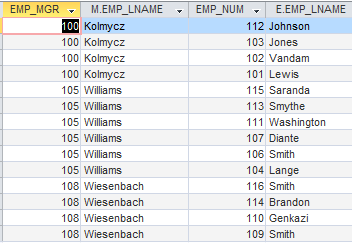 EMP_MGR M.EMP_LNAME EMP_NUM E.EMP_LNAME
100 Kolmycz 112 Johnson
100 Kolmycz 103 Jones
100 Kolmycz 102 Vandam
100 Kolmycz 101 Lewis
105 Williams 115 Saranda
105 Williams 113 Smythe
105 Williams 111 Washington
105 Williams 107 Diante
105 Williams 106 Smith
105 Williams 104 Lange
108 Wiesenbach 116 Smith
108 Wiesenbach 114 Brandon
108 Wiesenbach 110 Genkazi
108 Wiesenbach 109 Smith